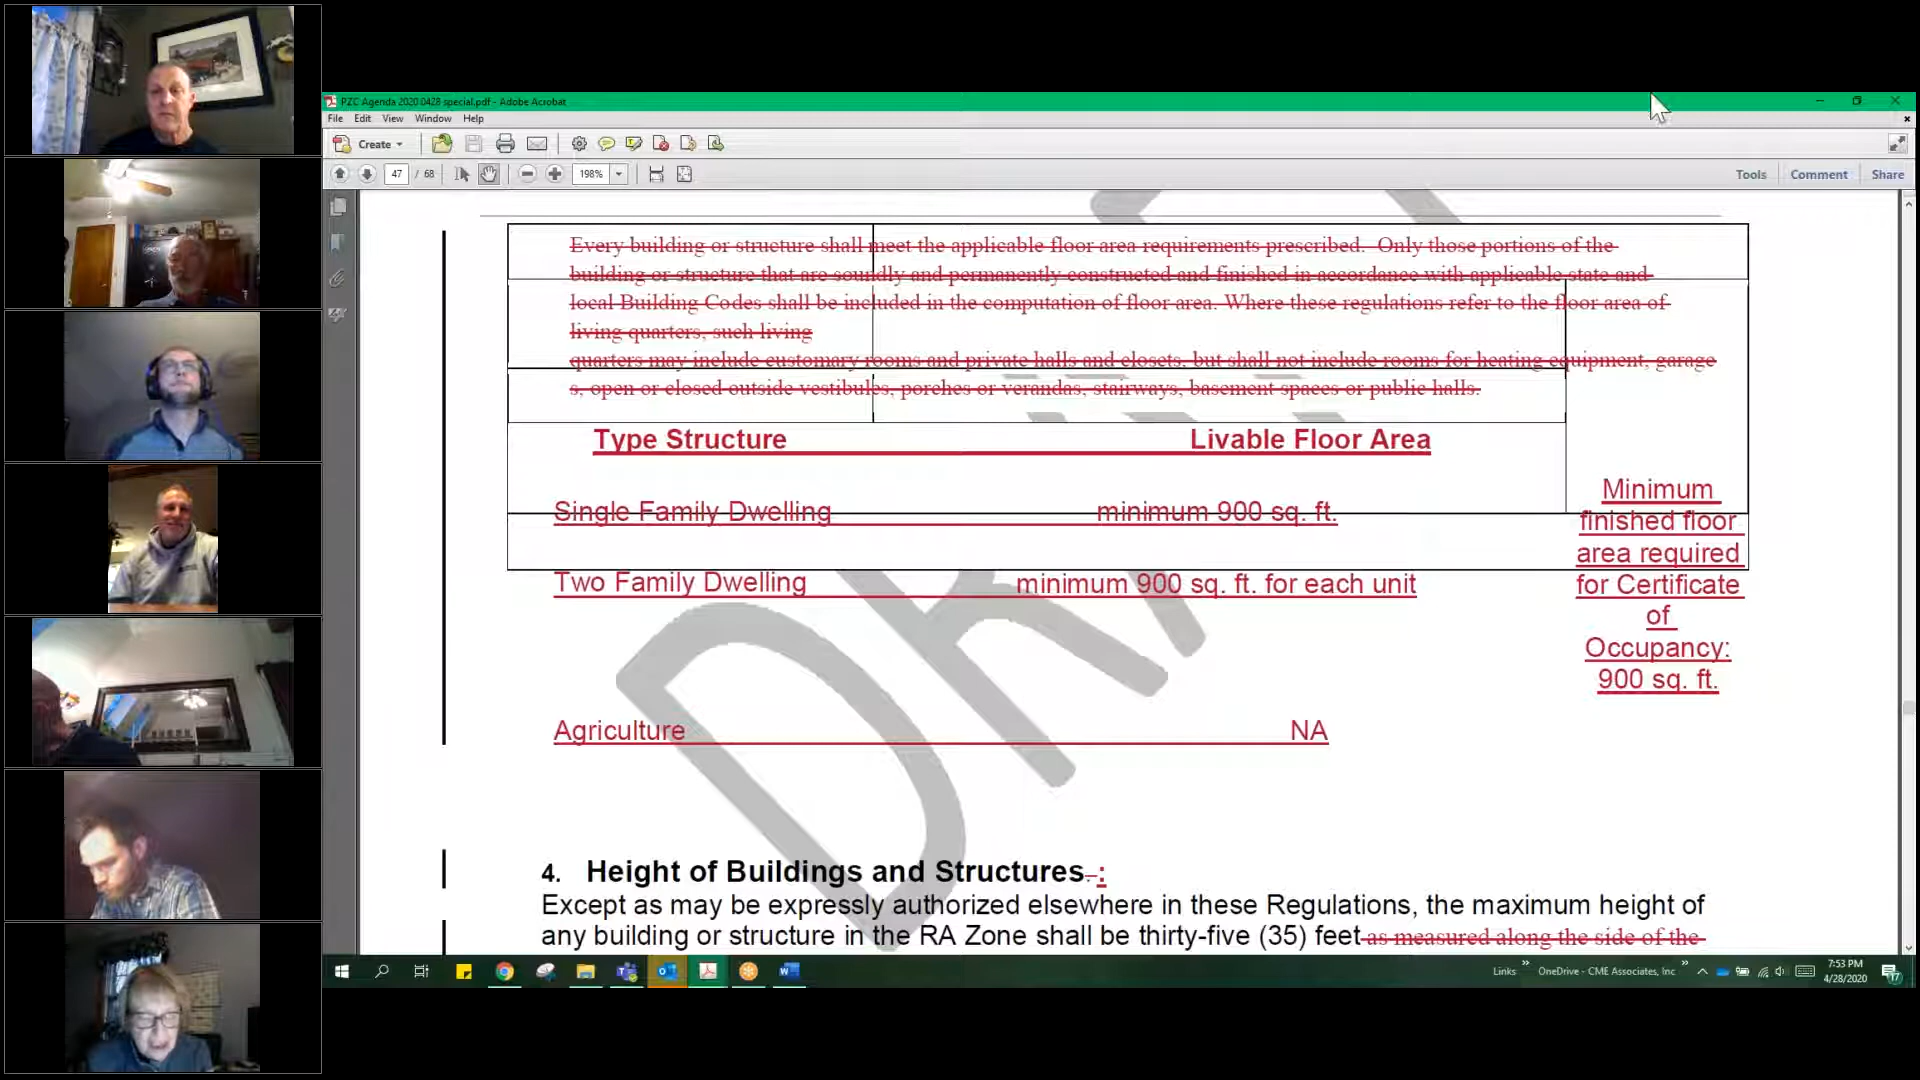 PZC Agenda 2020 0428 special.pdf - Adobe Acrobat
File Edit View Window Help
Create
47 / 68 198% Tools Comment Share
Every building or structure shall meet the applicable floor area requirements prescribed. Only those portions of the
building or structure that are soundly and permanently constructed and finished in accordance with applicable state and
local Building Codes shall be included in the computation of floor area. Where these regulations refer to the floor area of
living quarters, such living
quarters may include customary rooms and private halls and closets, but shall not include rooms for heating equipment, garage
s, open or closed outside vestibules, porches or verandas, stairways, basement spaces or public halls.
Type Structure Livable Floor Area
Single Family Dwelling minimum 900 sq. ft.
Two Family Dwelling minimum 900 sq. ft. for each unit
Agriculture NA
Minimum
finished floor
area required
for Certificate
of
Occupancy:
900 sq. ft.
4. Height of Buildings and Structures.:
Except as may be expressly authorized elsewhere in these Regulations, the maximum height of
any building or structure in the RA Zone shall be thirty-five (35) feet as measured along the side of the
Links OneDrive - CME Associates, Inc
7:53 PM
4/28/2020
17